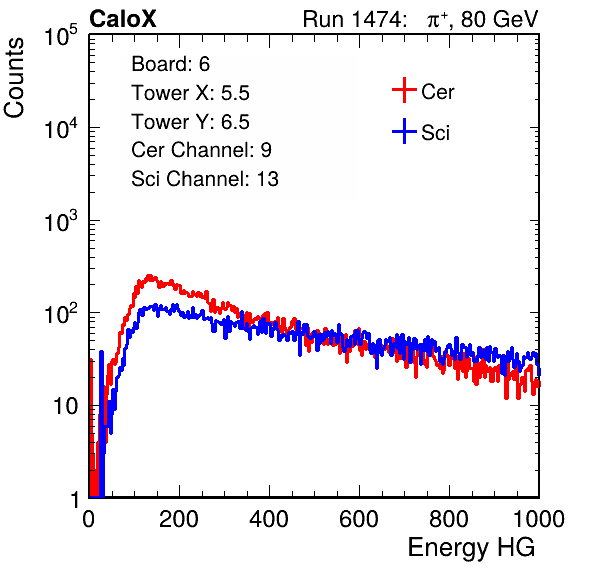 CaloX Run 1474: π⁺, 80 GeV
Counts
10⁵
10⁴
10³
10²
10
1
Board: 6
Tower X: 5.5
Tower Y: 6.5
Cer Channel: 9
Sci Channel: 13
Cer
Sci
0 200 400 600 800 1000
Energy HG